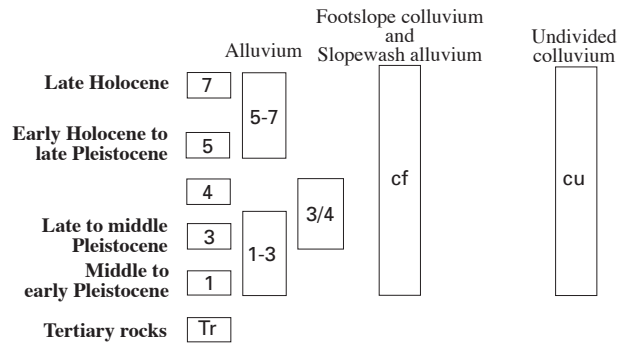 Footslope colluvium
and
Slopewash alluvium
Alluvium
Undivided
colluvium
Late Holocene
7
5-7
Early Holocene to
late Pleistocene
5
cf
cu
4
3/4
Late to middle
Pleistocene
3
1-3
Middle to
early Pleistocene
1
Tertiary rocks
Tr